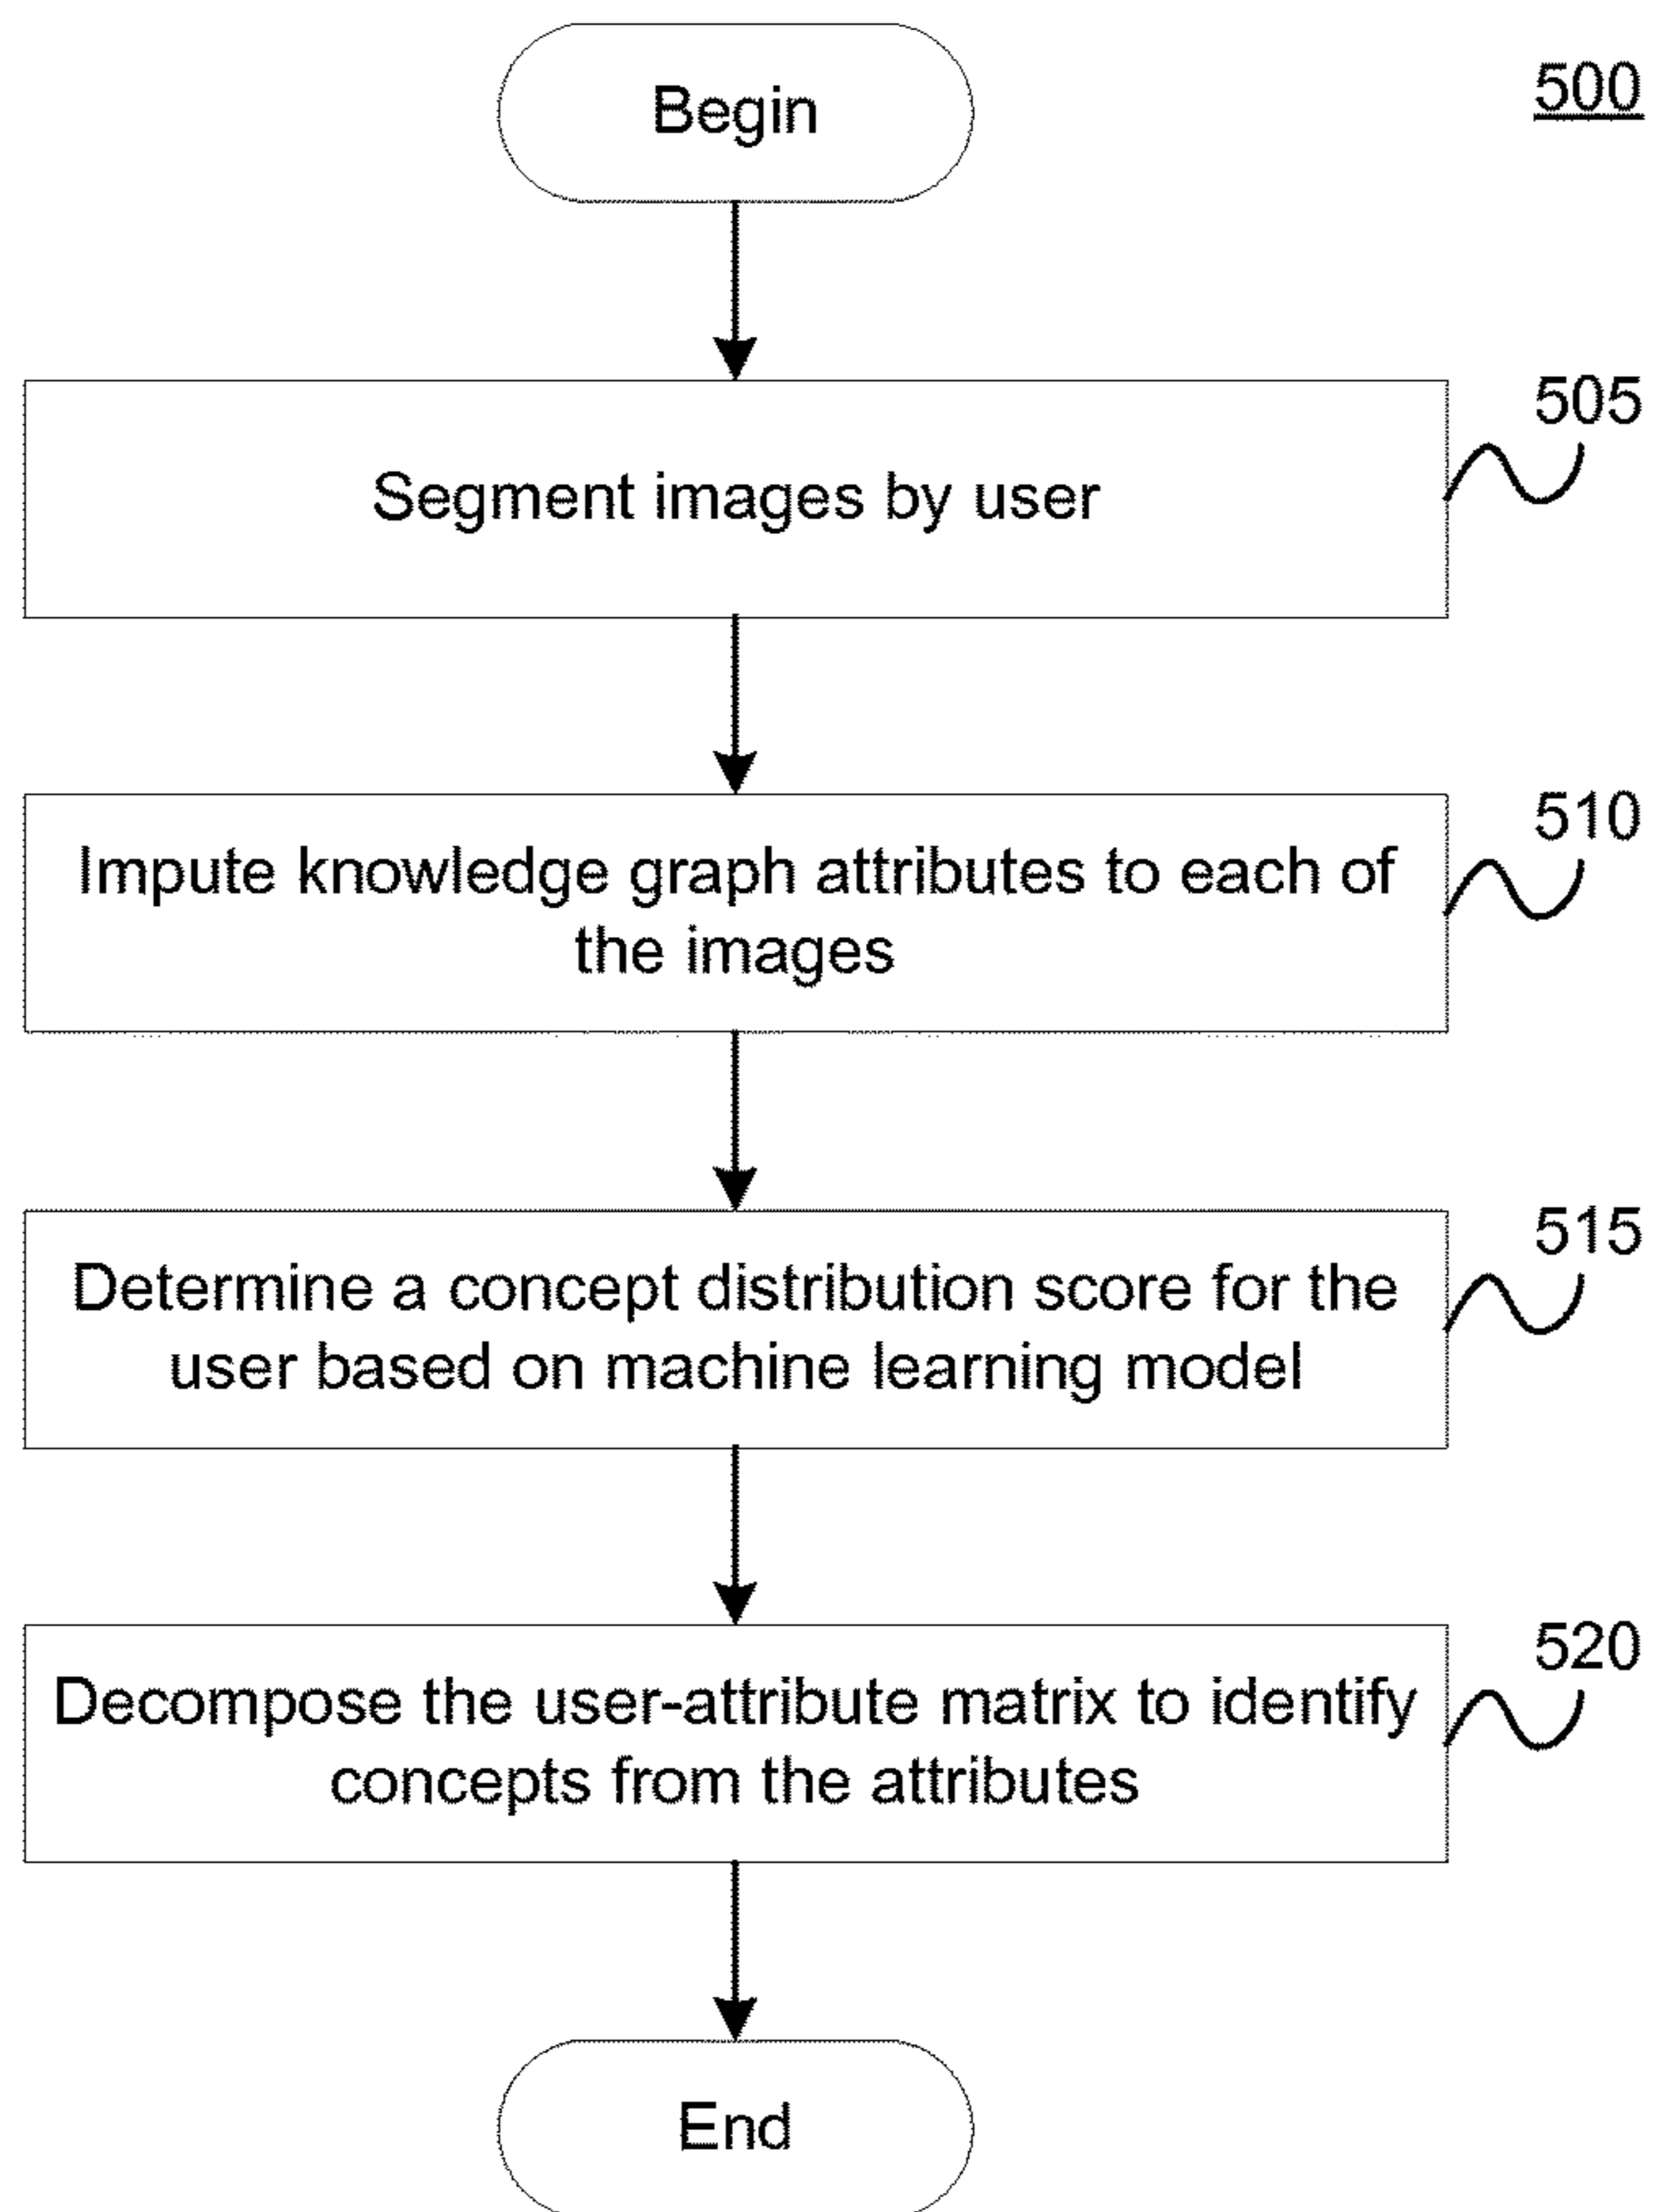 Begin
500
505
Segment images by user
510
Impute knowledge graph attributes to each of
the images
515
Determine a concept distribution score for the
user based on machine learning model
520
Decompose the user-attribute matrix to identify
concepts from the attributes
End